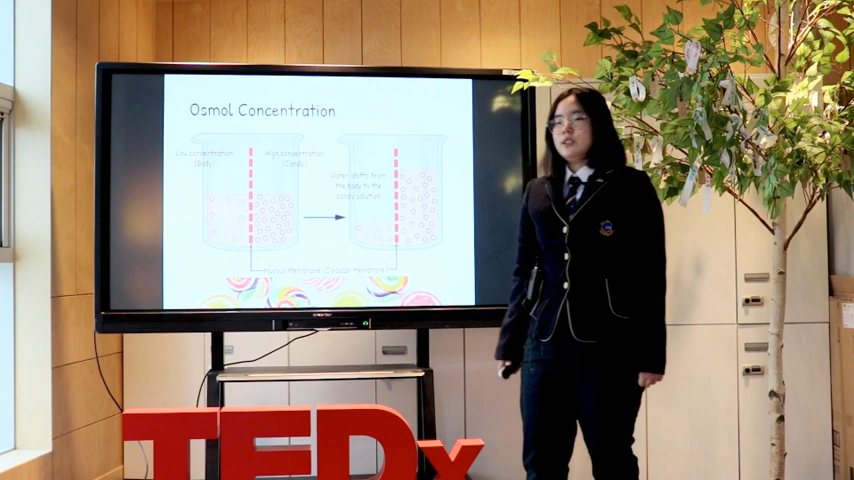 Osmol Concentration
Low concentration
(Body)
High concentration
(Candy)
Water shifts from
the body to the
candy solution
Mucous Membrane (Circular Membrane)
TEDx